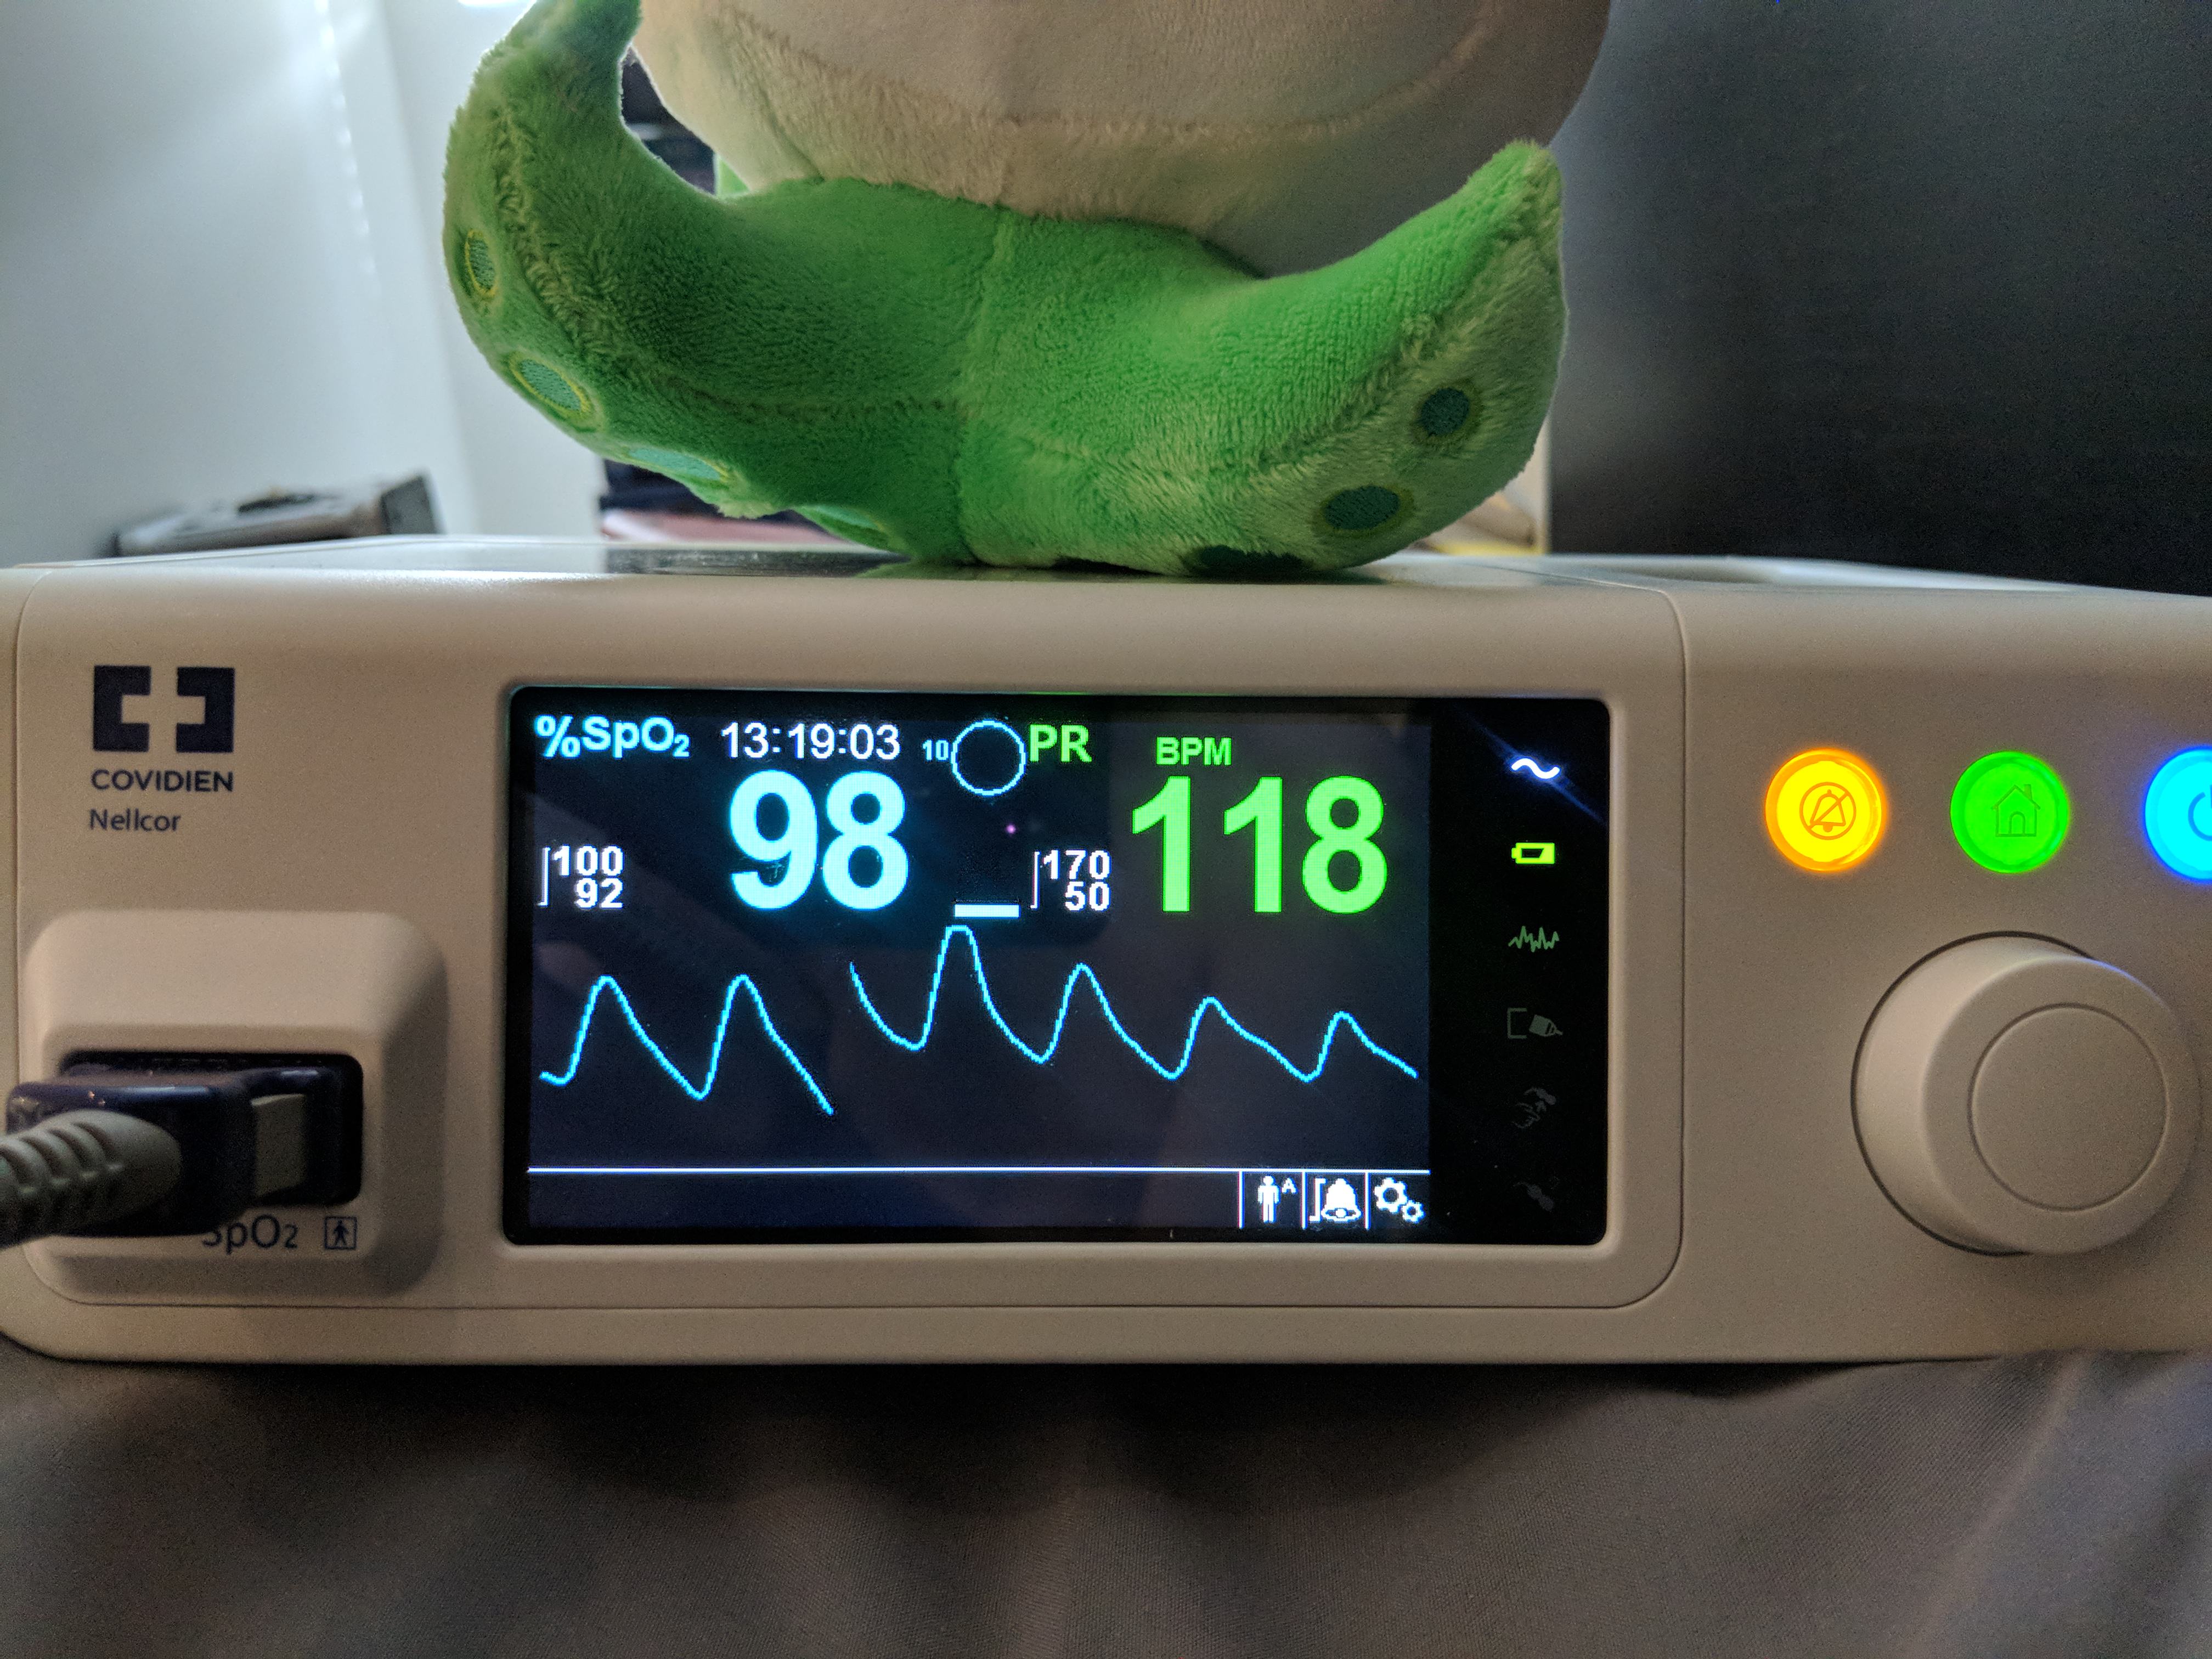 COVIDIEN
Nellcor
%SpO₂ 13:19:03 10 PR BPM
98 118
100
92
170
50
A
SpO₂